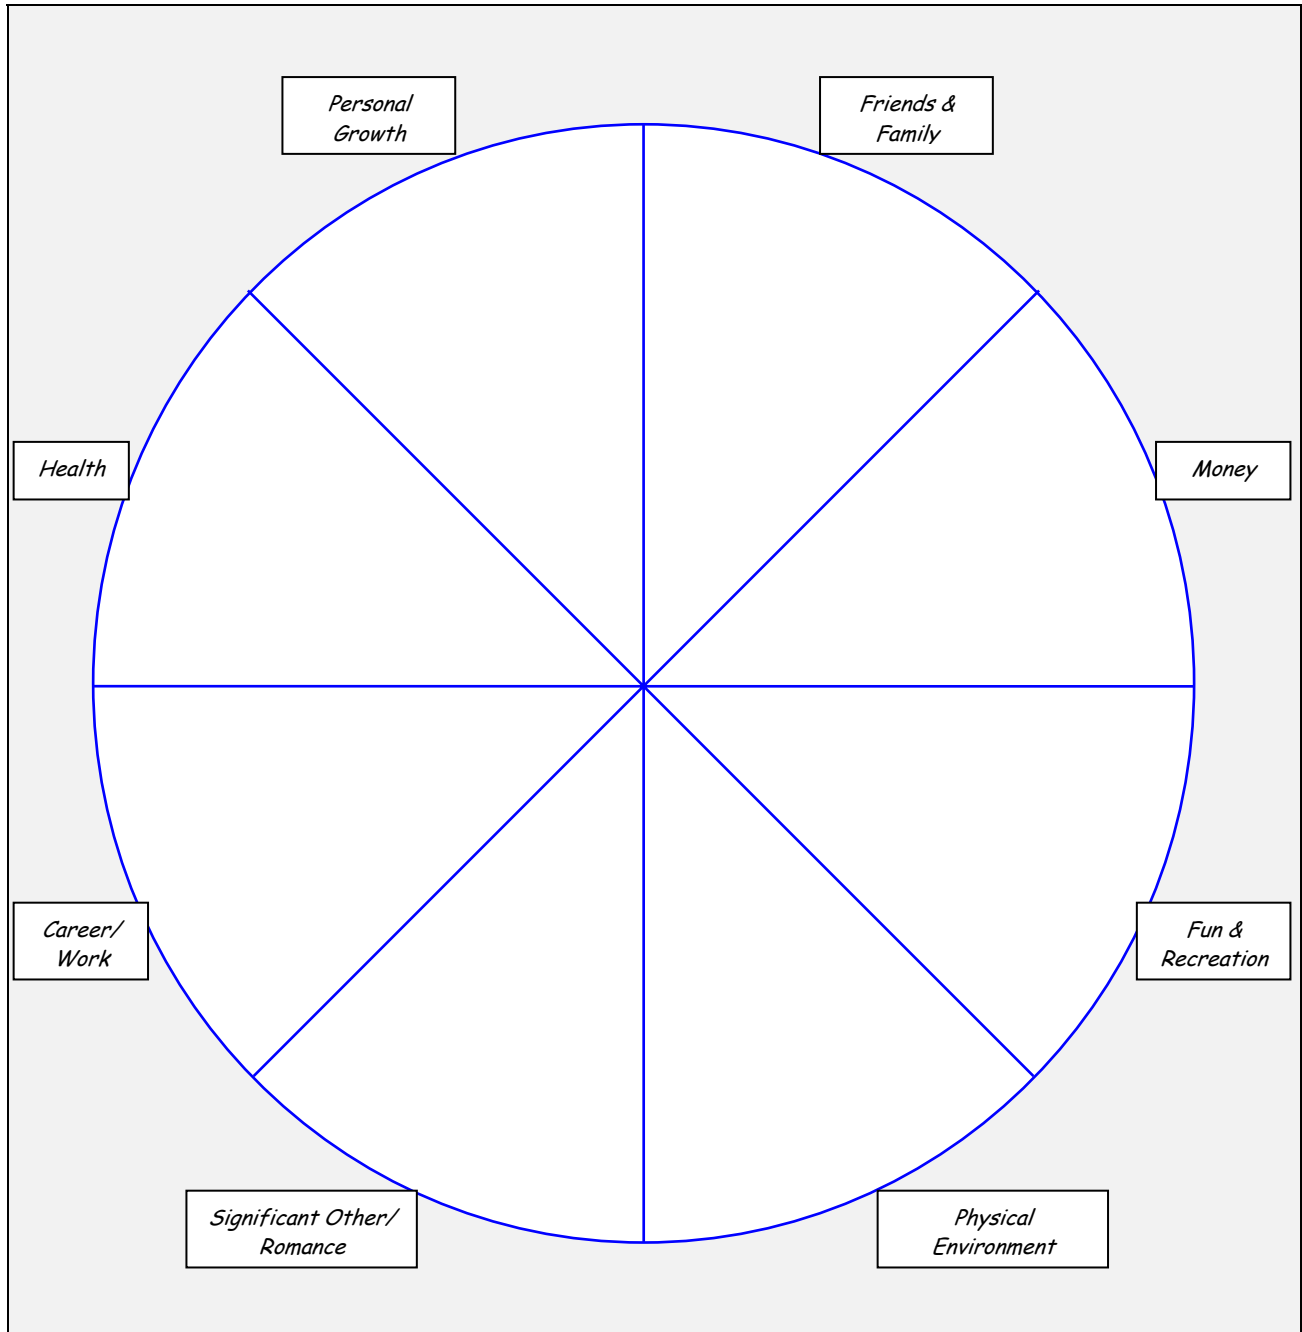 Personal
Growth
Friends &
Family
Health
Money
Career/
Work
Fun &
Recreation
Significant Other/
Romance
Physical
Environment